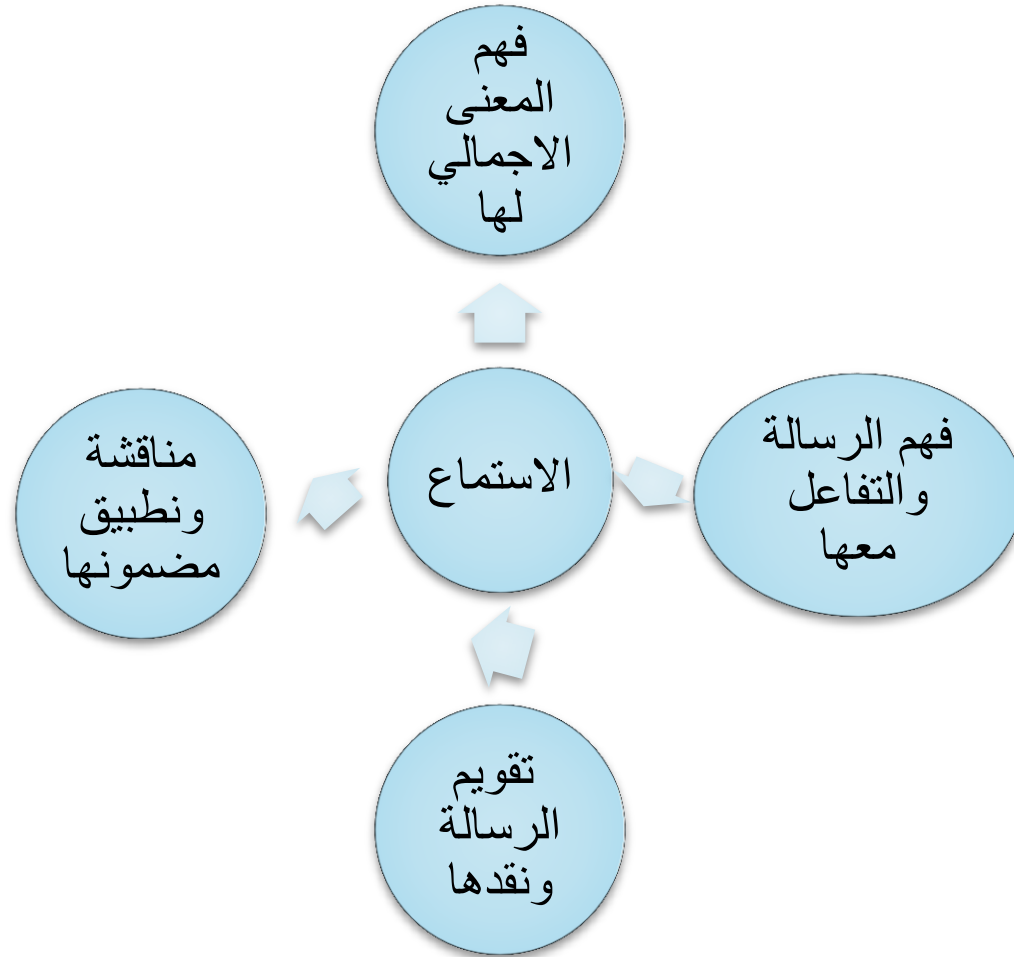 فهم
المعنى
الاجمالي
لها
فهم الرسالة
والتفاعل
معها
الاستماع
مناقشة
ونطبيق
مضمونها
تقويم
الرسالة
ونقدها